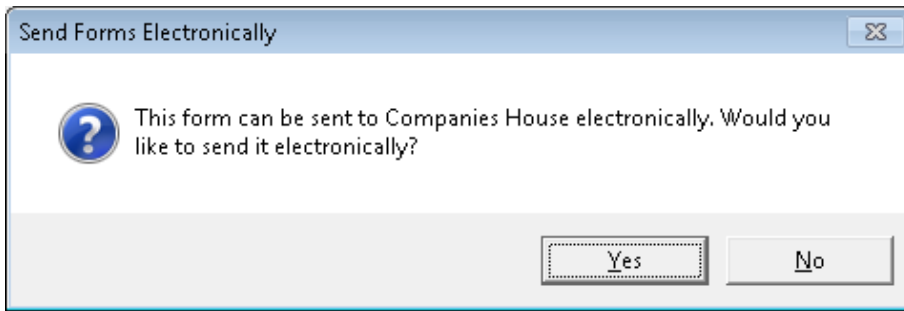 Send Forms Electronically
This form can be sent to Companies House electronically. Would you
like to send it electronically?
Yes
No